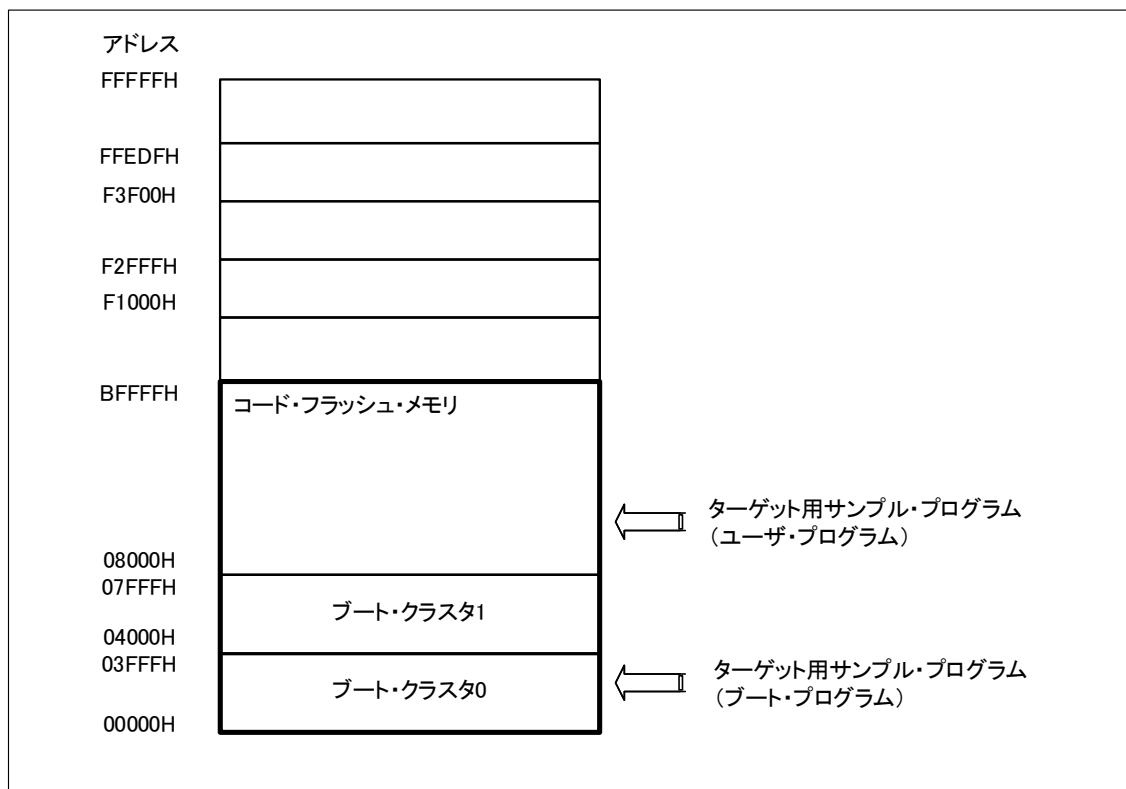 アドレス
FFFFFH
FFEDFH
F3F00H
F2FFFH
F1000H
BFFFFH
コード・フラッシュ・メモリ
ターゲット用サンプル・プログラム
（ユーザ・プログラム）
08000H
07FFFH
ブート・クラスタ1
04000H
03FFFH
ターゲット用サンプル・プログラム
（ブート・プログラム）
ブート・クラスタ0
00000H